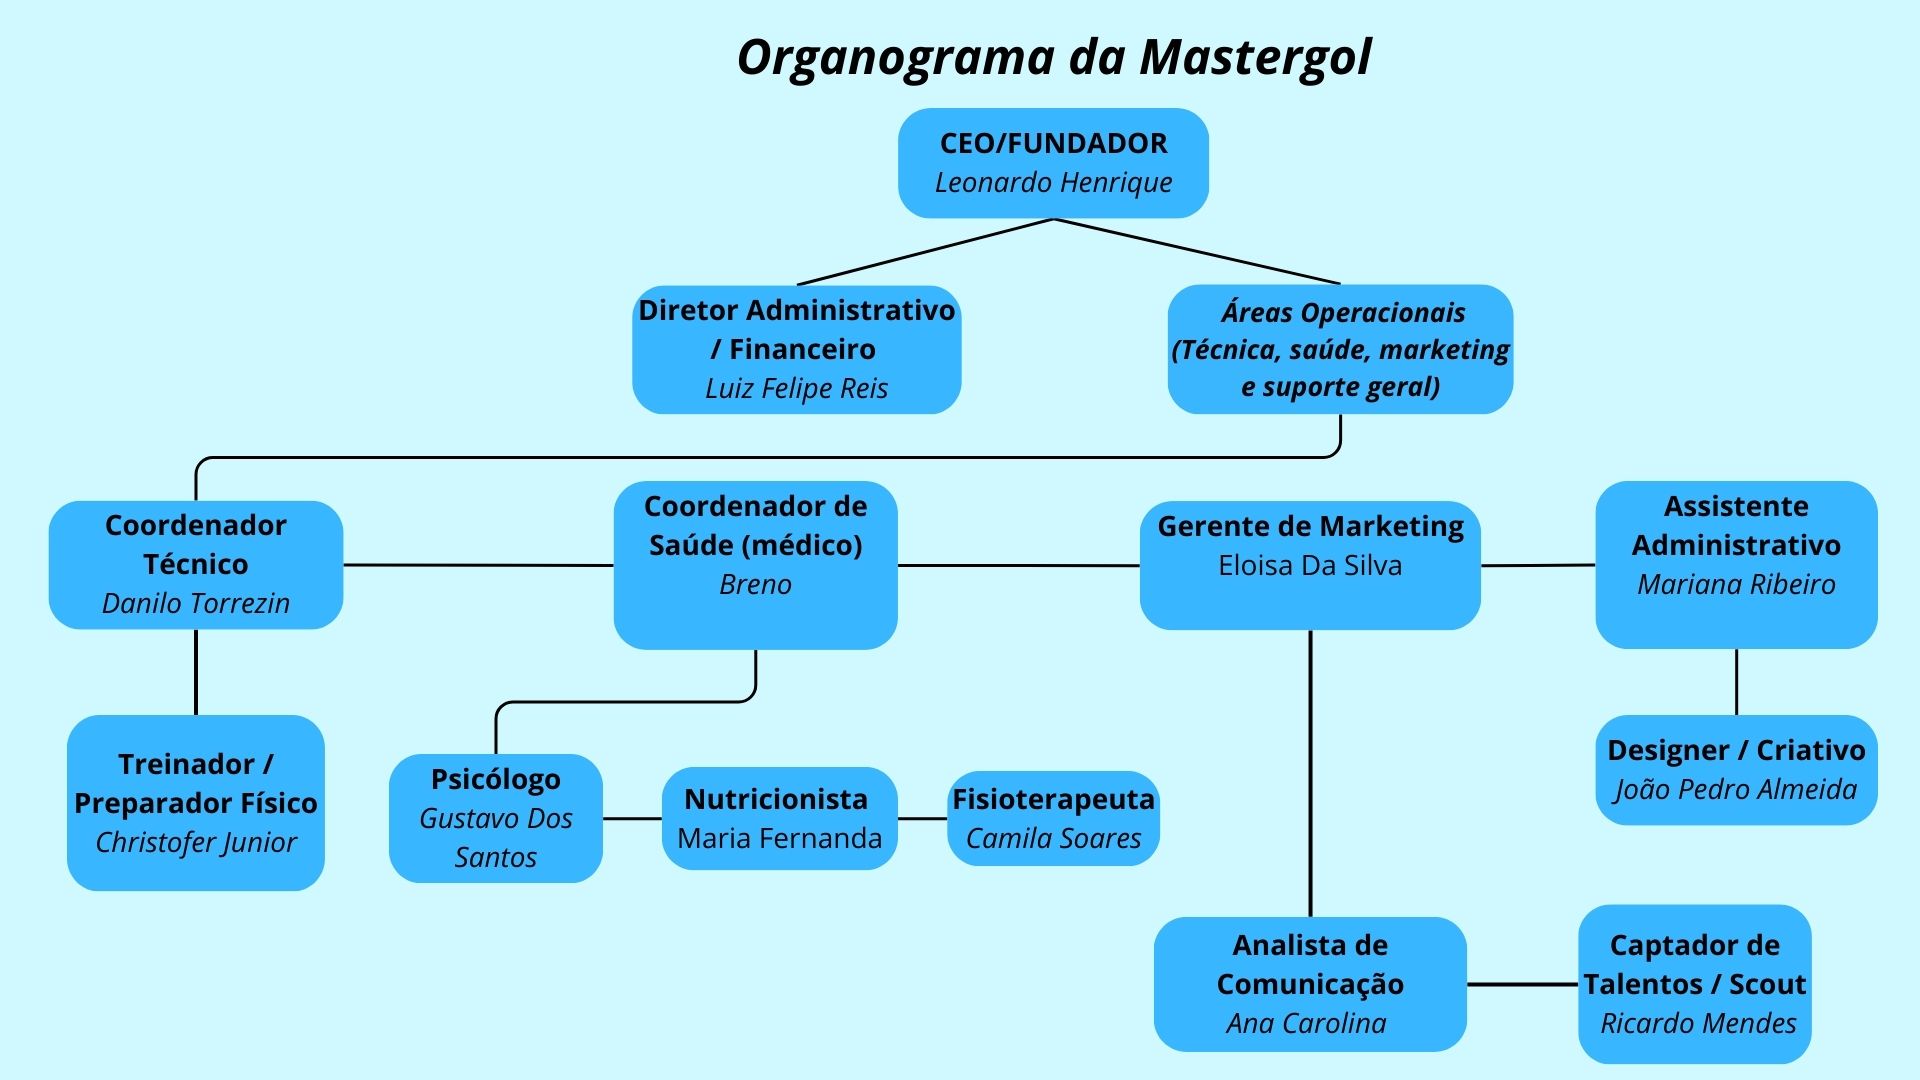 Organograma da Mastergol
CEO/FUNDADOR
Leonardo Henrique
Diretor Administrativo
/ Financeiro
Luiz Felipe Reis
Áreas Operacionais
(Técnica, saúde, marketing
e suporte geral)
Coordenador
Técnico
Danilo Torrezin
Coordenador de
Saúde (médico)
Breno
Gerente de Marketing
Eloisa Da Silva
Assistente
Administrativo
Mariana Ribeiro
Treinador /
Preparador Físico
Christofer Junior
Psicólogo
Gustavo Dos
Santos
Nutricionista
Maria Fernanda
Fisioterapeuta
Camila Soares
Designer / Criativo
João Pedro Almeida
Analista de
Comunicação
Ana Carolina
Captador de
Talentos / Scout
Ricardo Mendes